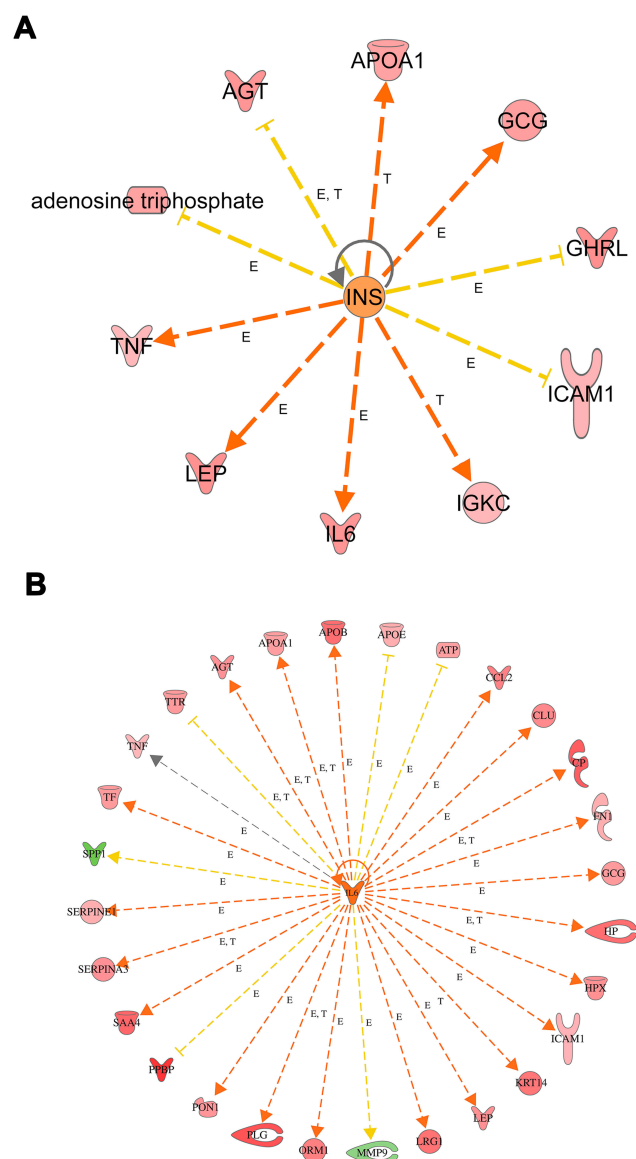 A
APOA1
AGT
GCG
E, T
T
adenosine triphosphate
E
E
GHRL
INS
E
TNF
E
E
ICAM1
E
E
T
LEP
IGKC
IL6
B
APOB
APOE
APOA1
ATP
AGT
CCL2
TTR
CLU
TNF
CP
E
E
E
E, T
E
TF
E, T
E
FN1
E
E, T
SPP1
E
GCG
E
IL6
SERPINE1
E
E, T
HP
E, T
E
SERPINA3
E
E
HPX
E
E
E
T
SAA4
E
E, T
E
E
E
ICAM1
PPBP
KRT14
PON1
LEP
PLG
ORM1
MMP9
LRG1